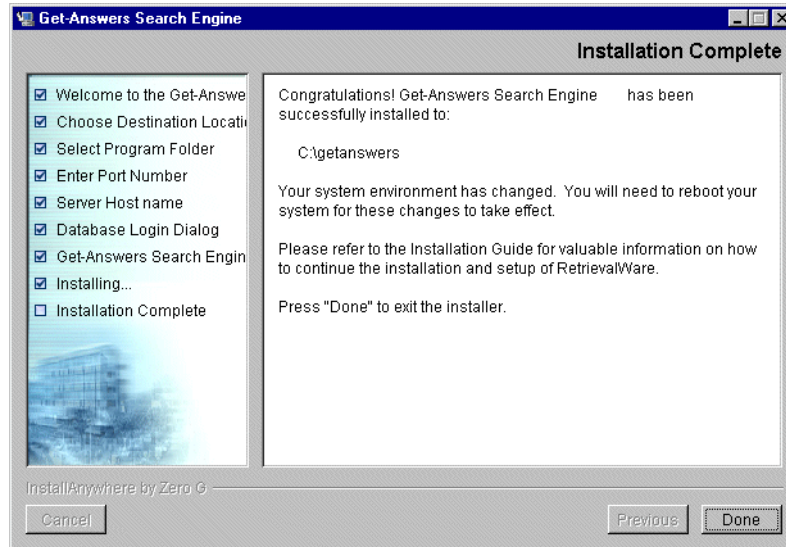 Get-Answers Search Engine
Installation Complete
Welcome to the Get-Answe
Choose Destination Locati
Select Program Folder
Enter Port Number
Server Host name
Database Login Dialog
Get-Answers Search Engin
Installing...
Installation Complete
Congratulations! Get-Answers Search Engine has been
successfully installed to:
C:\getanswers
Your system environment has changed. You will need to reboot your
system for these changes to take effect.
Please refer to the Installation Guide for valuable information on how
to continue the installation and setup of RetrievalWare.
Press "Done" to exit the installer.
InstallAnywhere by Zero G
Cancel
Previous
Done